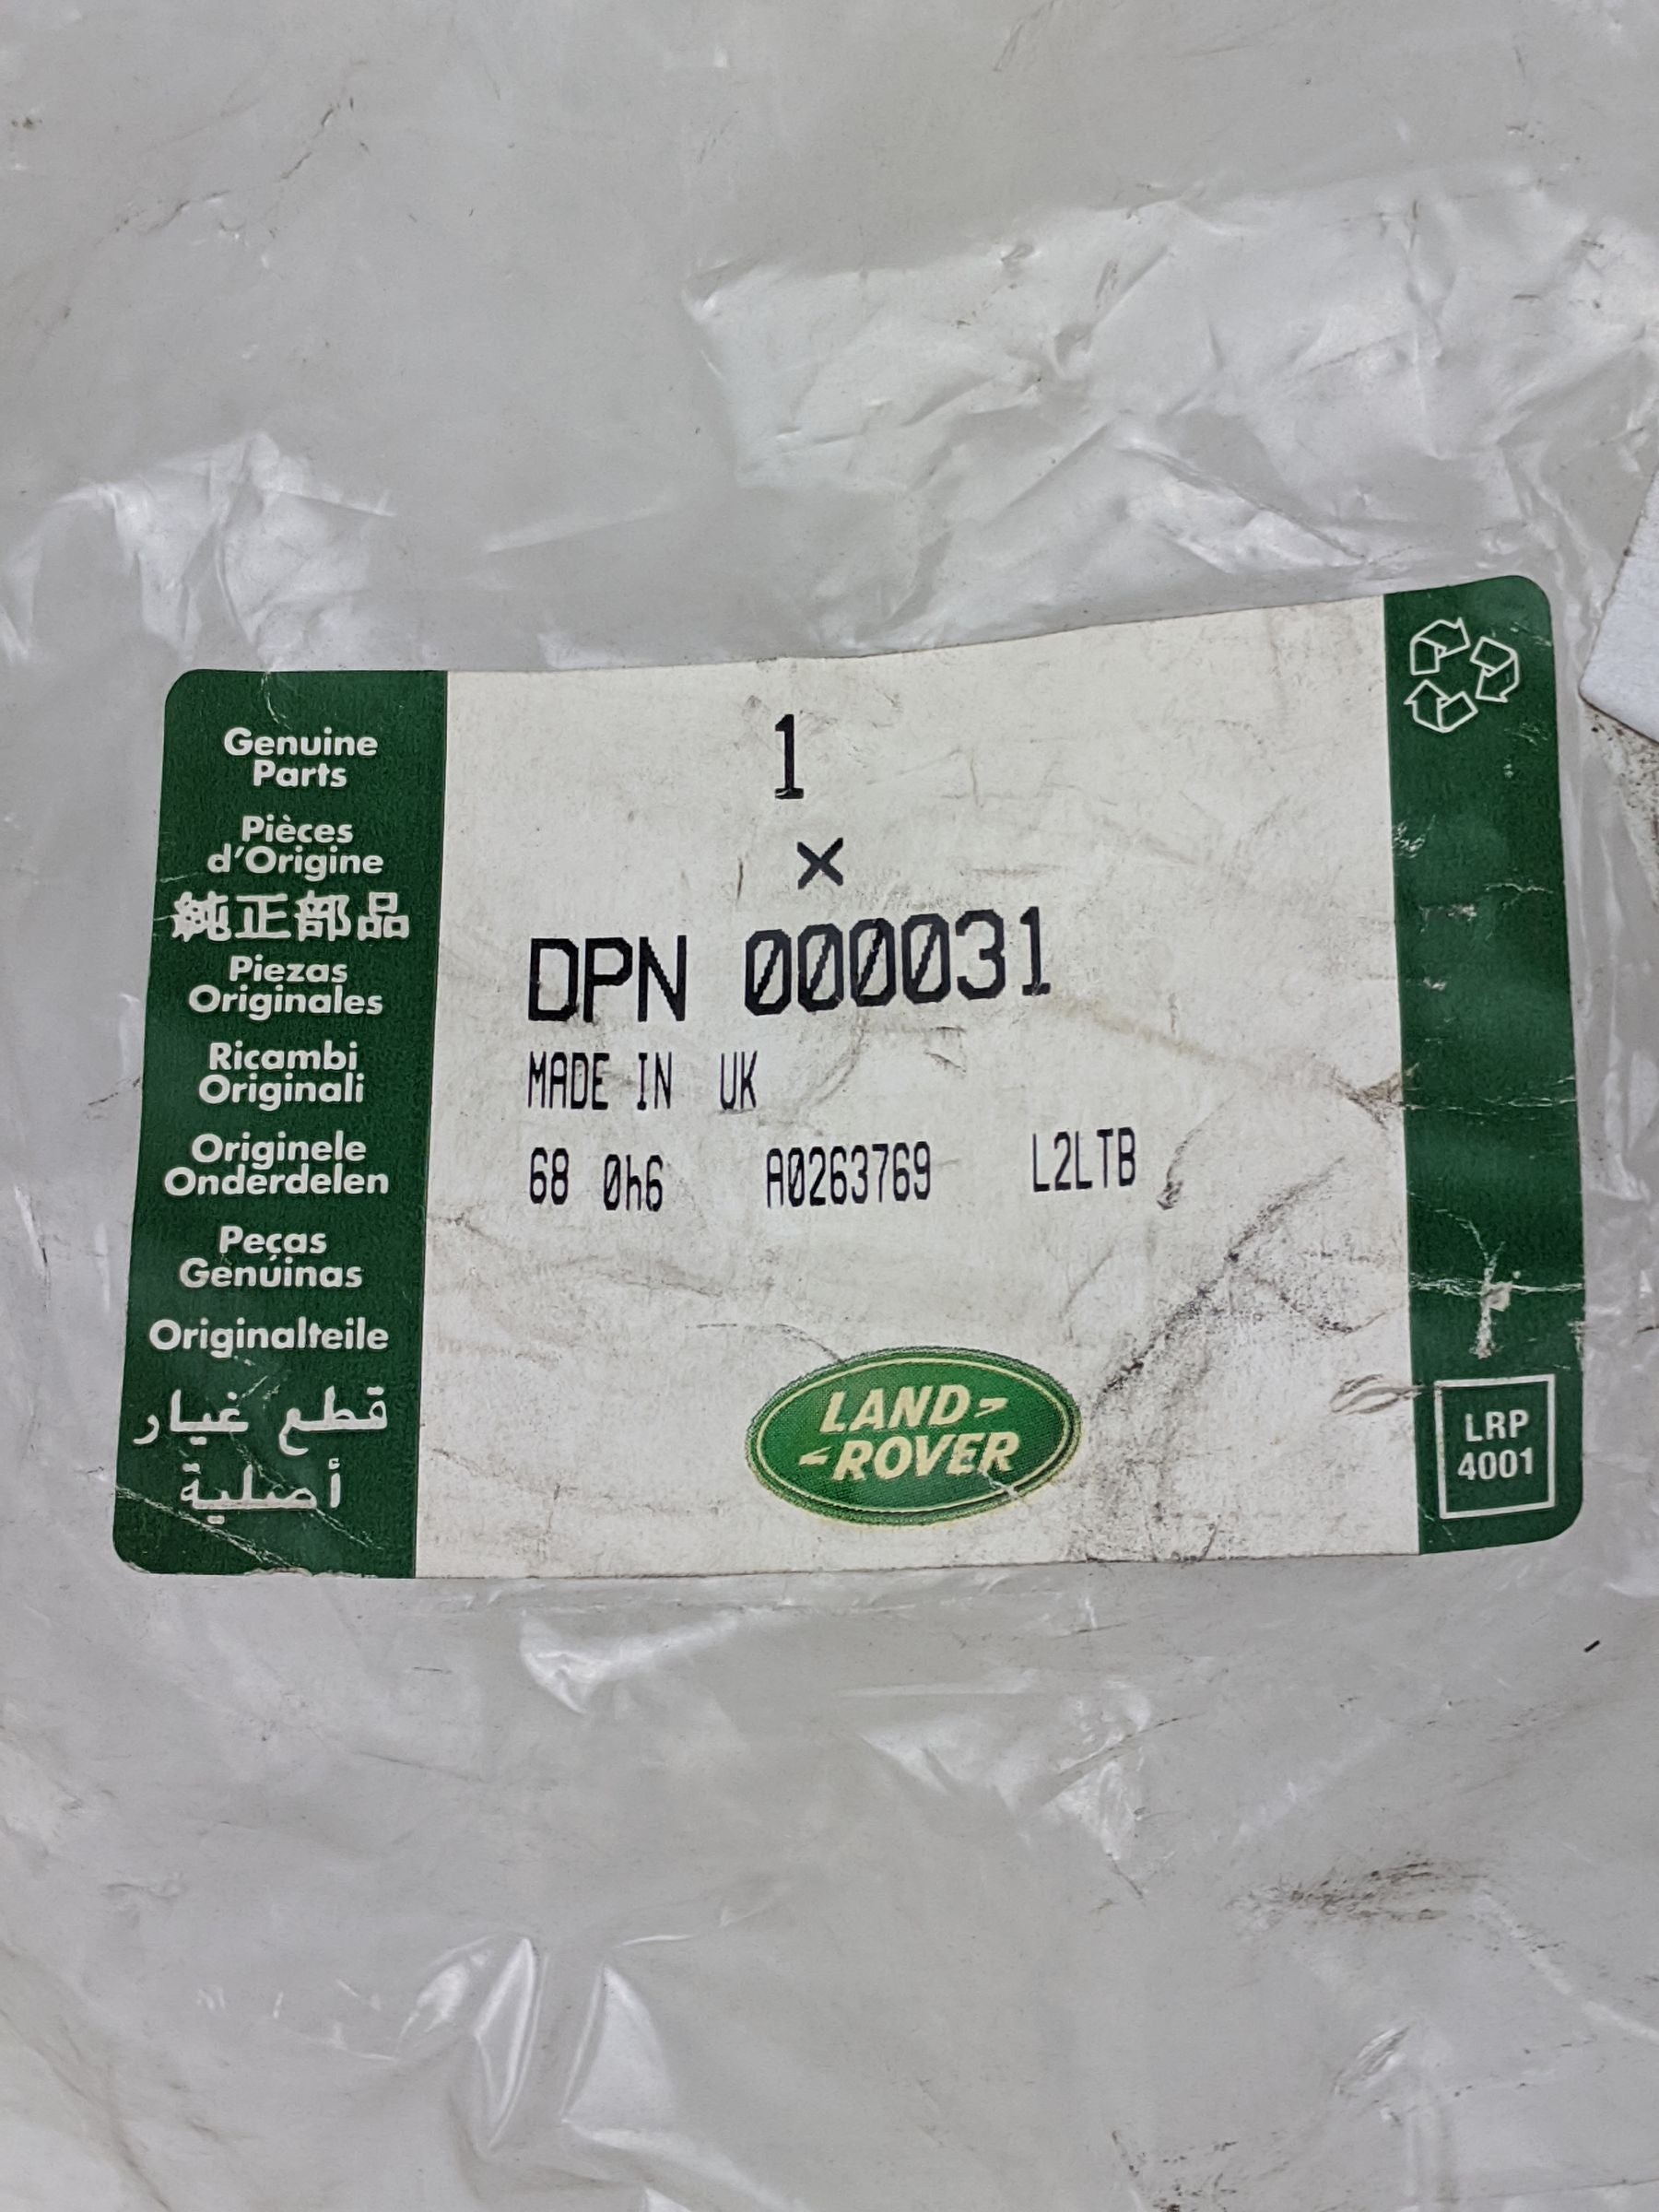 Genuine
Parts
Pièces
d'Origine
純正部品
Piezas
Originales
Ricambi
Originali
Originele
Onderdelen
Peças
Genúinas
Originalteile
قطع غيار
أصلية
1
×
DPN 000031
MADE IN UK
68 0h6 A0263769 L2LTB
LAND-
-ROVER
LRP
4001